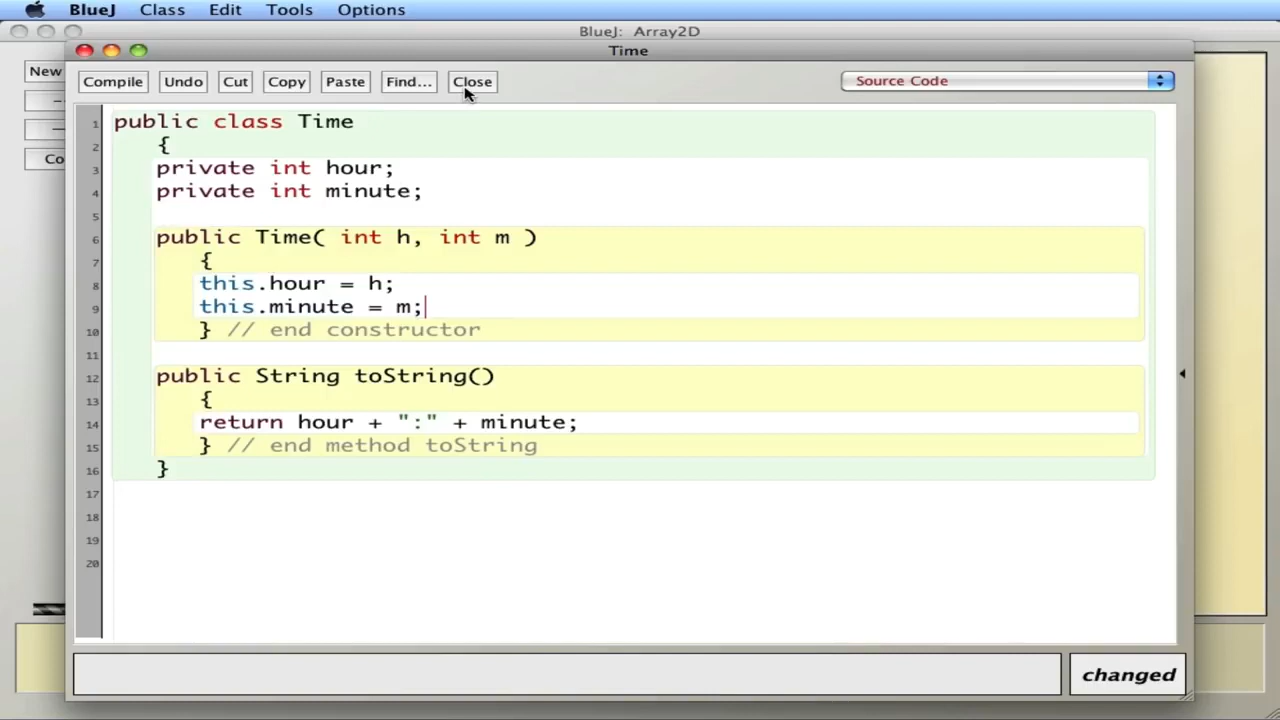 BlueJ Class Edit Tools Options
BlueJ: Array2D
Time
New
Compile Undo Cut Copy Paste Find... Close Source Code
Co
1 public class Time
2 {
3 private int hour;
4 private int minute;
5
6 public Time( int h, int m )
7 {
8 this.hour = h;
9 this.minute = m;
10 } // end constructor
11
12 public String toString()
13 {
14 return hour + ":" + minute;
15 } // end method toString
16 }
17
18
19
20
changed